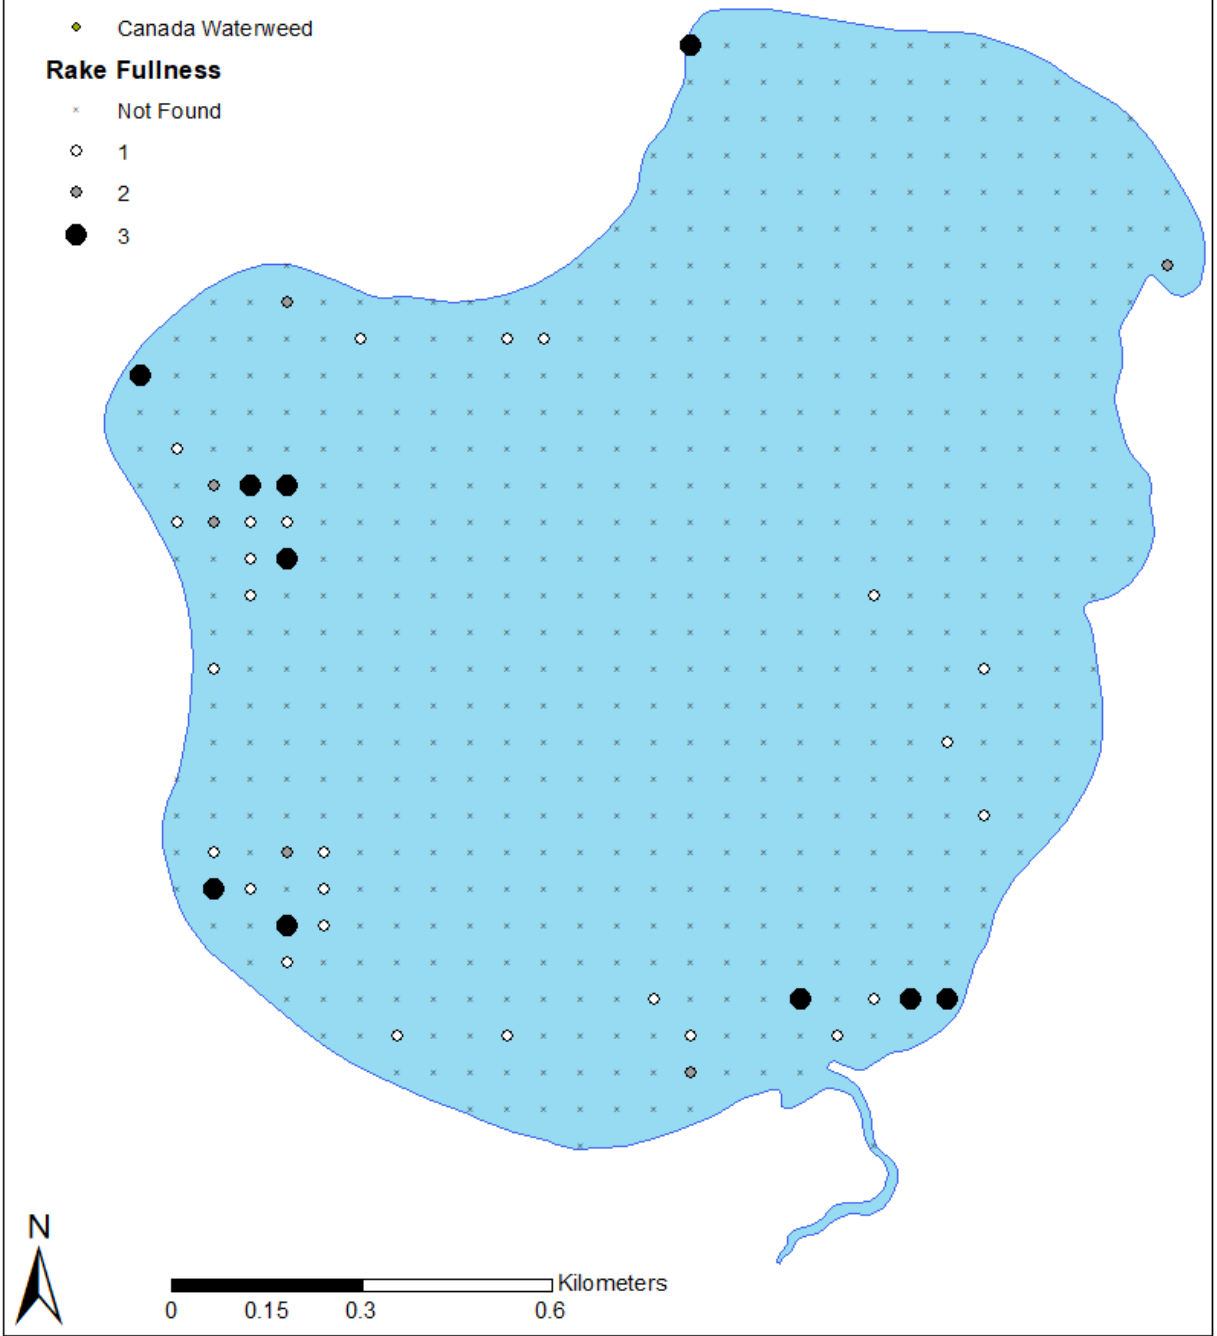 Canada Waterweed
Rake Fullness
Not Found
1
2
3
N
Kilometers
0 0.15 0.3 0.6